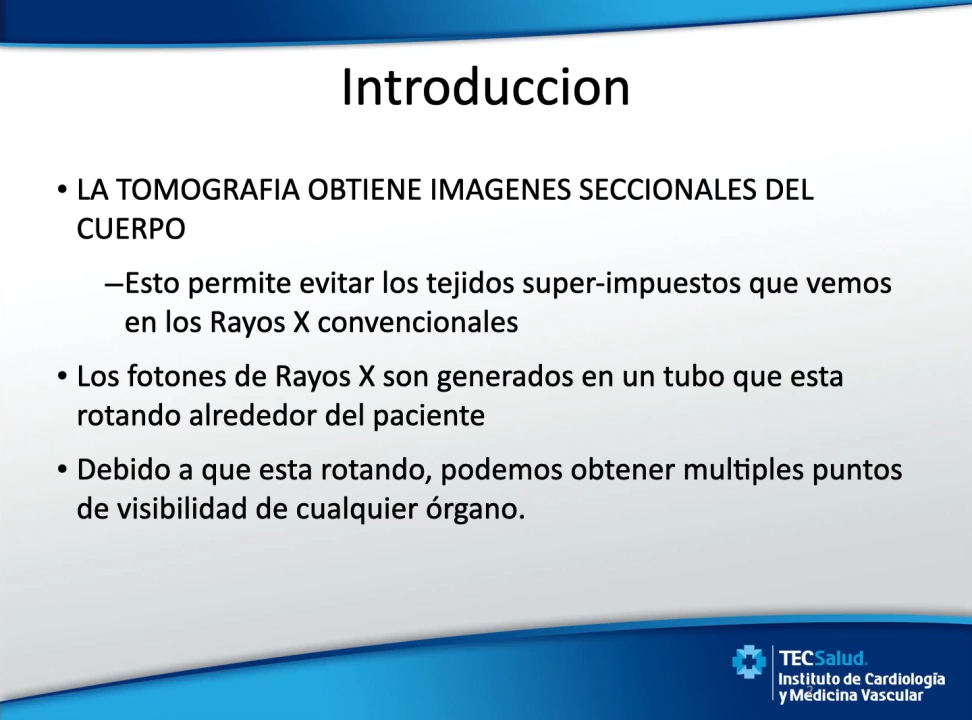 Introduccion
• LA TOMOGRAFIA OBTIENE IMAGENES SECCIONALES DEL
CUERPO
–Esto permite evitar los tejidos super-impuestos que vemos
en los Rayos X convencionales
• Los fotones de Rayos X son generados en un tubo que esta
rotando alrededor del paciente
• Debido a que esta rotando, podemos obtener multiples puntos
de visibilidad de cualquier órgano.
TECSalud.
Instituto de Cardiología
y Medicina Vascular